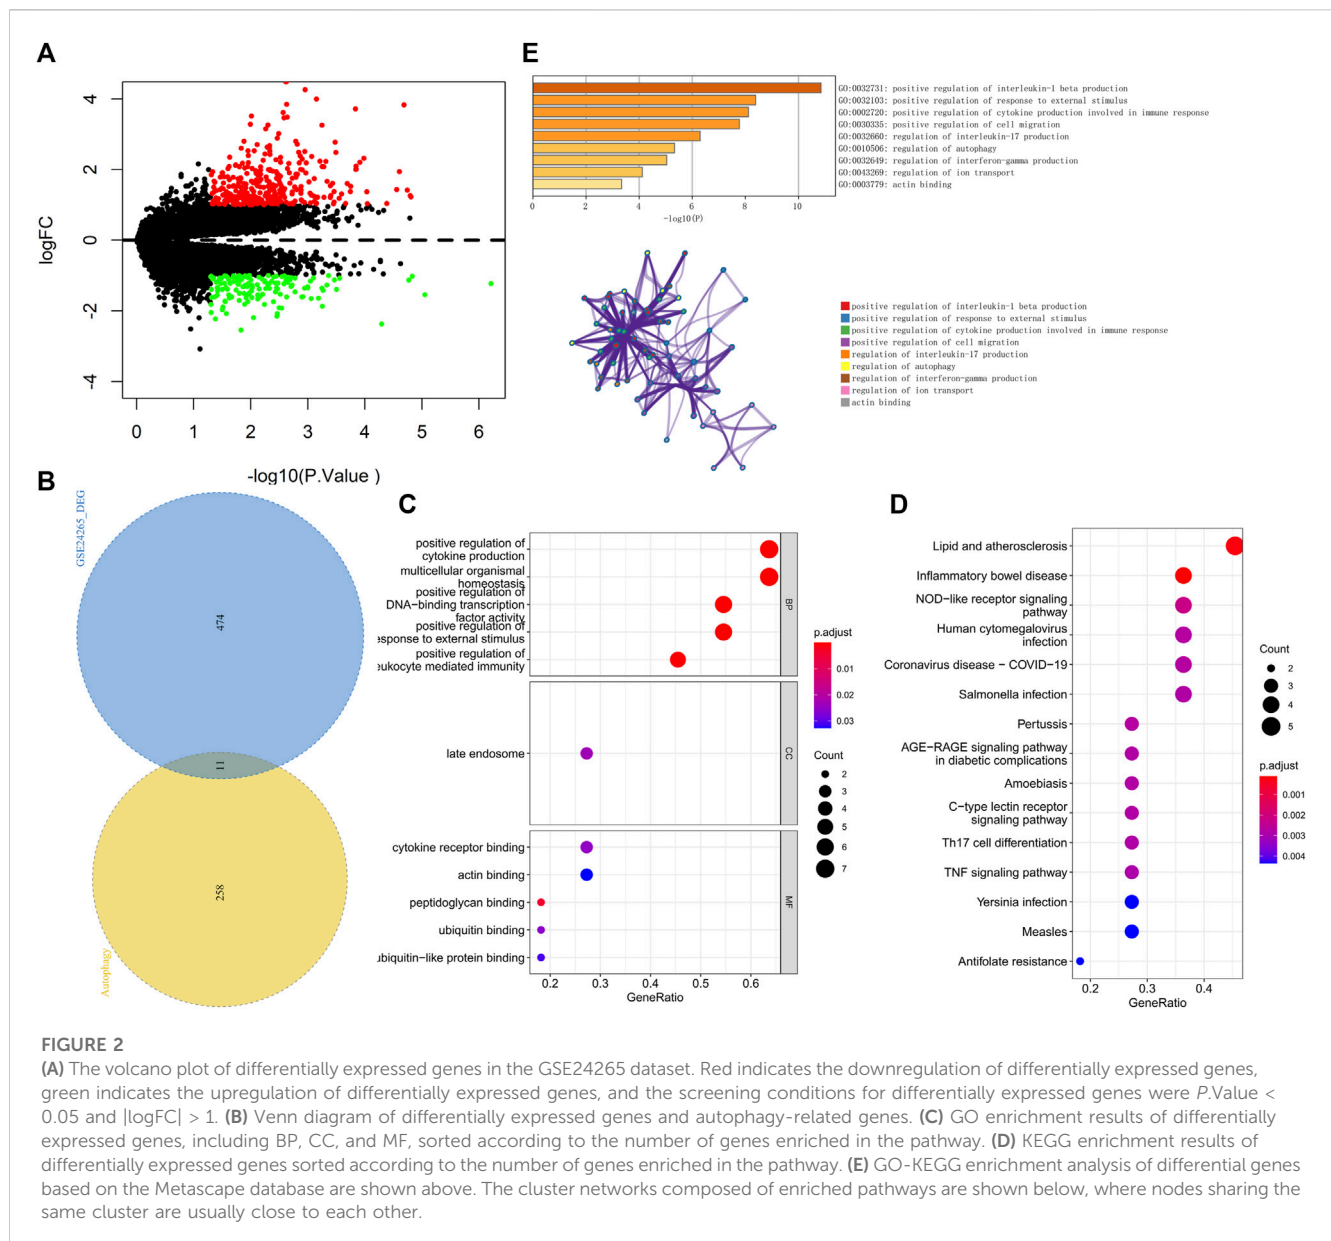 A
4
2
0
-2
-4
logFC
0
1
2
3
4
5
6
-log10(P.Value )
E
GO:0032731: positive regulation of interleukin-1 beta production
GO:0032103: positive regulation of response to external stimulus
GO:0002720: positive regulation of cytokine production involved in immune response
GO:0030335: positive regulation of cell migration
GO:0032660: regulation of interleukin-17 production
GO:0010506: regulation of autophagy
GO:0032649: regulation of interferon-gamma production
GO:0043269: regulation of ion transport
GO:0003779: actin binding
0
2
4
6
8
10
-log10(P)
positive regulation of interleukin-1 beta production
positive regulation of response to external stimulus
positive regulation of cytokine production involved in immune response
positive regulation of cell migration
regulation of interleukin-17 production
regulation of autophagy
regulation of interferon-gamma production
regulation of ion transport
actin binding
B
GSE24265_DEG
474
11
258
Autophagy
C
positive regulation of
cytokine production
multicellular organismal
homeostasis
positive regulation of
DNA-binding transcription
factor activity
positive regulation of
esponse to external stimulus
positive regulation of
eukocyte mediated immunity
late endosome
cytokine receptor binding
actin binding
peptidoglycan binding
ubiquitin binding
ubiquitin-like protein binding
BP
CC
MF
0.2
0.3
0.4
0.5
0.6
GeneRatio
p.adjust
0.01
0.02
0.03
Count
2
3
4
5
6
7
D
Lipid and atherosclerosis
Inflammatory bowel disease
NOD-like receptor signaling
pathway
Human cytomegalovirus
infection
Coronavirus disease − COVID−19
Salmonella infection
Pertussis
AGE-RAGE signaling pathway
in diabetic complications
Amoebiasis
C-type lectin receptor
signaling pathway
Th17 cell differentiation
TNF signaling pathway
Yersinia infection
Measles
Antifolate resistance
0.2
0.3
0.4
GeneRatio
Count
2
3
4
5
p.adjust
0.001
0.002
0.003
0.004
FIGURE 2
(A) The volcano plot of differentially expressed genes in the GSE24265 dataset. Red indicates the downregulation of differentially expressed genes,
green indicates the upregulation of differentially expressed genes, and the screening conditions for differentially expressed genes were P.Value <
0.05 and |logFC| > 1. (B) Venn diagram of differentially expressed genes and autophagy-related genes. (C) GO enrichment results of differentially
expressed genes, including BP, CC, and MF, sorted according to the number of genes enriched in the pathway. (D) KEGG enrichment results of
differentially expressed genes sorted according to the number of genes enriched in the pathway. (E) GO-KEGG enrichment analysis of differential genes
based on the Metascape database are shown above. The cluster networks composed of enriched pathways are shown below, where nodes sharing the
same cluster are usually close to each other.